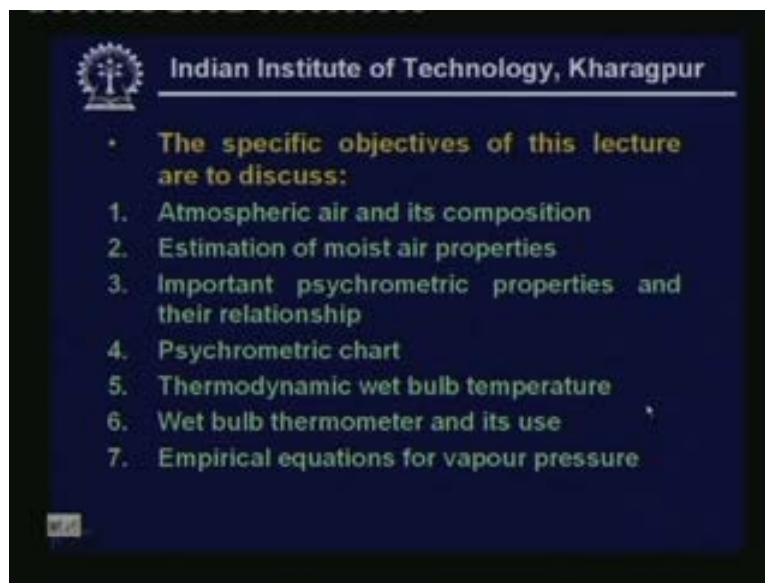 Indian Institute of Technology, Kharagpur
• The specific objectives of this lecture
are to discuss:
1. Atmospheric air and its composition
2. Estimation of moist air properties
3. Important psychrometric properties and
their relationship
4. Psychrometric chart
5. Thermodynamic wet bulb temperature
6. Wet bulb thermometer and its use
7. Empirical equations for vapour pressure